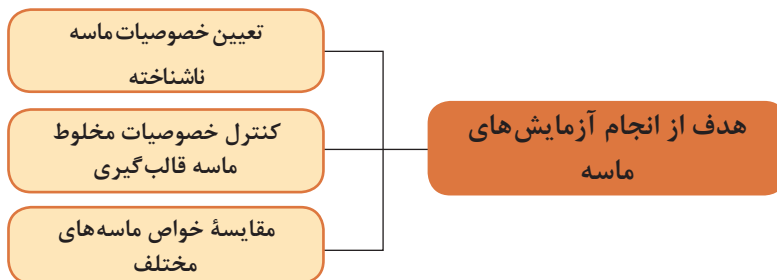 هدف از انجام آزمایش‌های
ماسه
تعیین خصوصیات ماسه
ناشناخته
کنترل خصوصیات مخلوط
ماسه قالب‌گیری
مقایسهٔ خواص ماسه‌های
مختلف